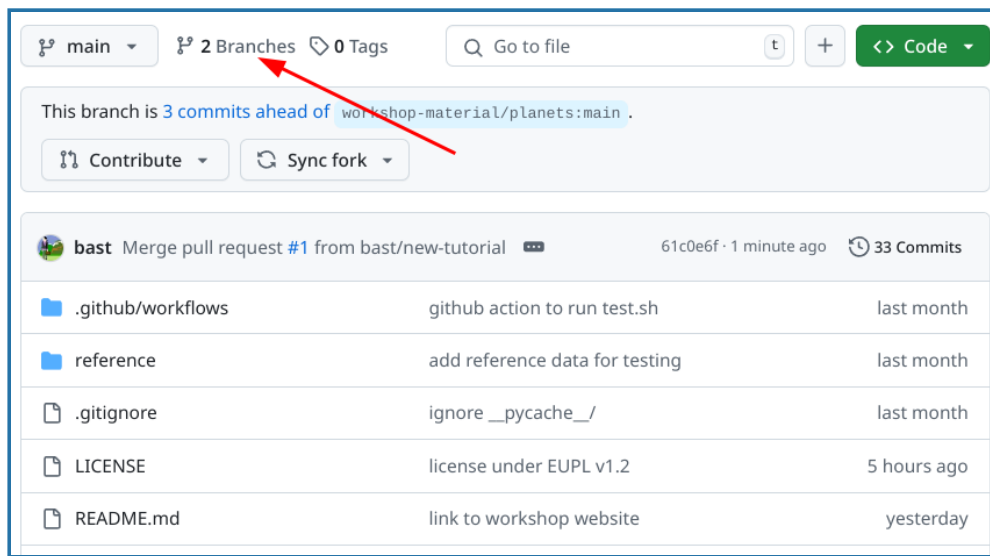 main 2 Branches 0 Tags Go to file t + <> Code
This branch is 3 commits ahead of workshop-material/planets:main.
Contribute Sync fork
bast Merge pull request #1 from bast/new-tutorial ... 61c0e6f · 1 minute ago 33 Commits
.github/workflows github action to run test.sh last month
reference add reference data for testing last month
.gitignore ignore __pycache__/ last month
LICENSE license under EUPL v1.2 5 hours ago
README.md link to workshop website yesterday